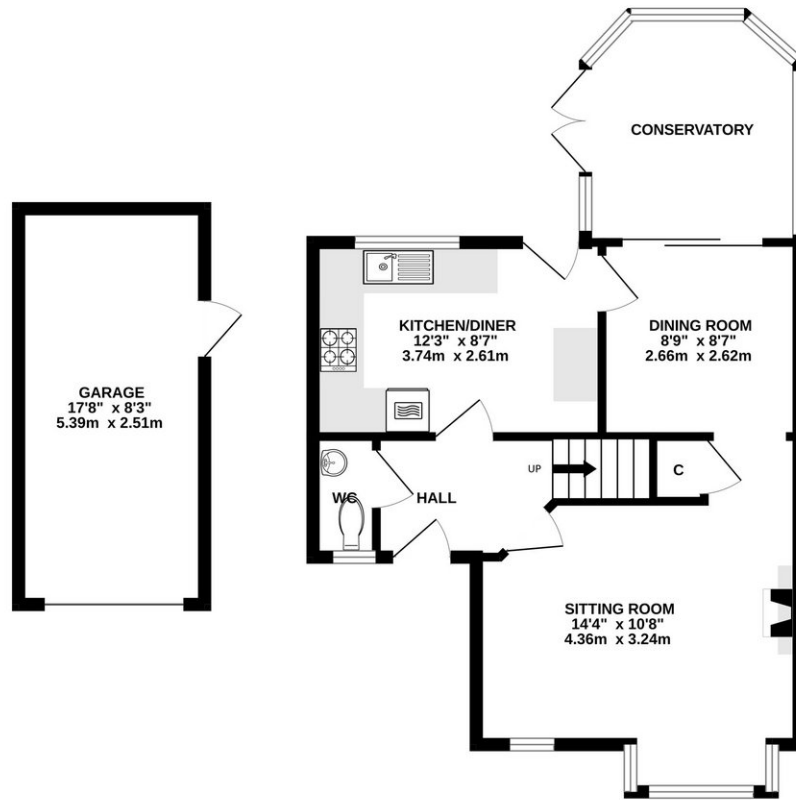 CONSERVATORY
KITCHEN/DINER
12'3" x 8'7"
3.74m x 2.61m
DINING ROOM
8'9" x 8'7"
2.66m x 2.62m
GARAGE
17'8" x 8'3"
5.39m x 2.51m
UP
C
WC
HALL
SITTING ROOM
14'4" x 10'8"
4.36m x 3.24m